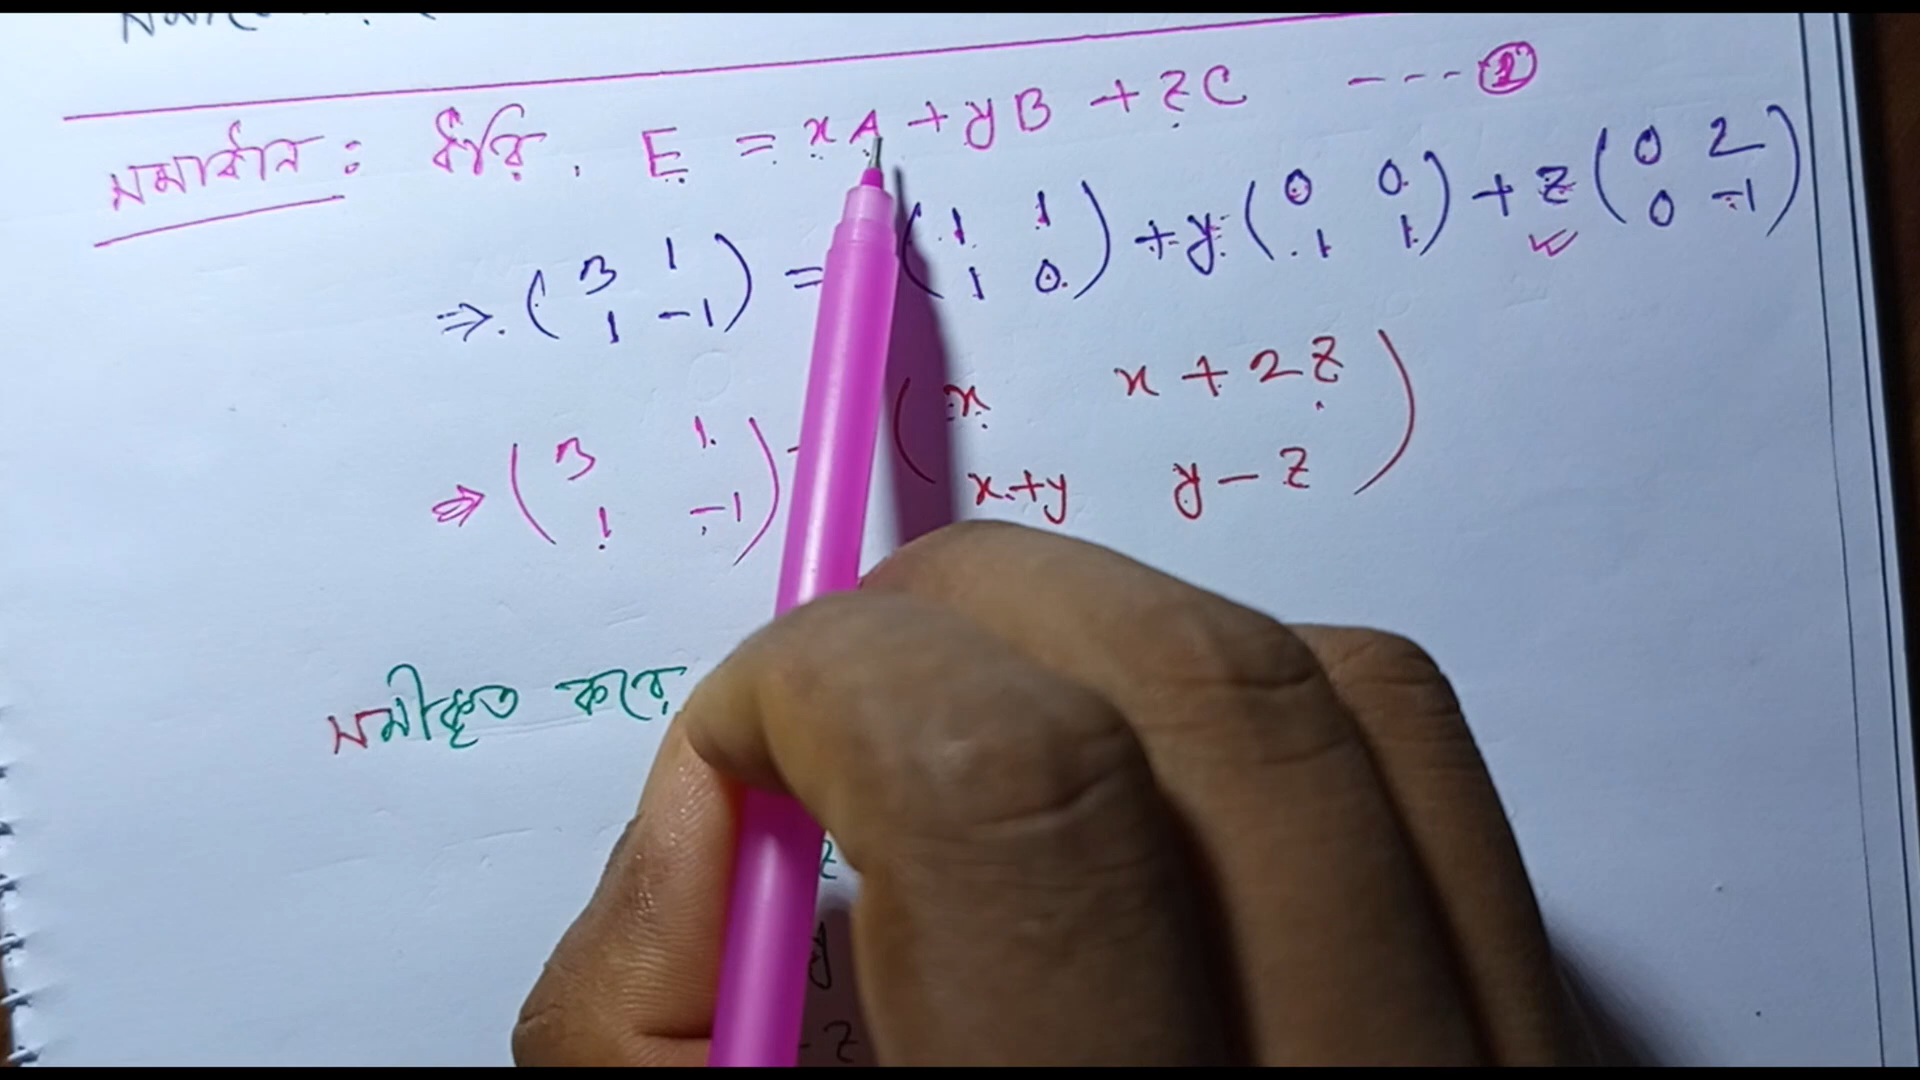 সমাধান : ধরি, E = xA + yB + zC --- ①
⇒ (3 1; 1 -1) = (1 1; 1 0) + y (0 0; 1 1) + z (0 2; 0 -1)
⇒ (3 1; 1 -1) (x x + 2z; x+y y - z)
সমীকৃত করে
z
y
- z